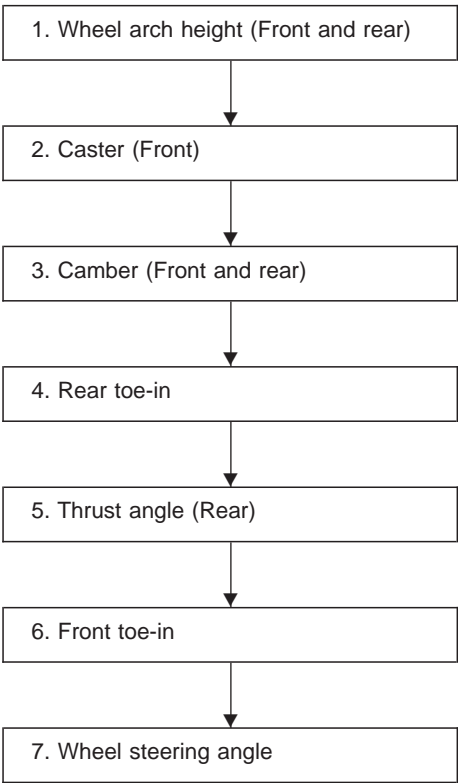 1. Wheel arch height (Front and rear)
2. Caster (Front)
3. Camber (Front and rear)
4. Rear toe-in
5. Thrust angle (Rear)
6. Front toe-in
7. Wheel steering angle